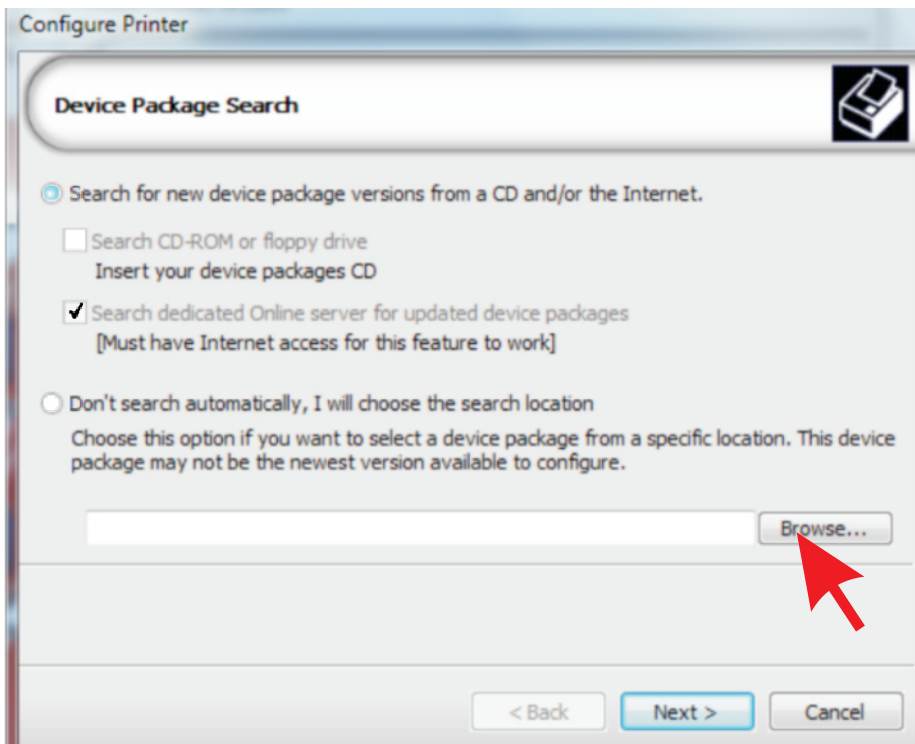 Configure Printer
Device Package Search
Search for new device package versions from a CD and/or the Internet.
Search CD-ROM or floppy drive
Insert your device packages CD
Search dedicated Online server for updated device packages
[Must have Internet access for this feature to work]
Don't search automatically, I will choose the search location
Choose this option if you want to select a device package from a specific location. This device
package may not be the newest version available to configure.
Browse...
< Back
Next >
Cancel